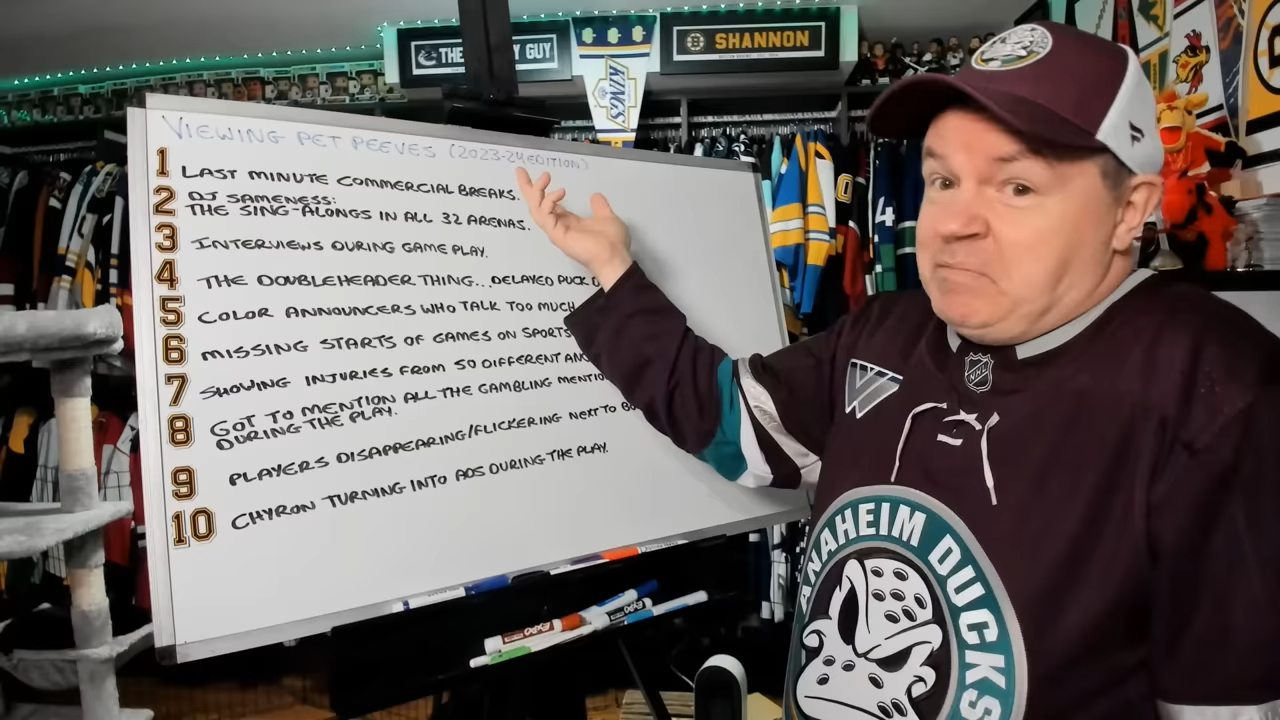 THE
GUY
SHANNON
KINGS
VIEWING PET PEEVES (2023-24 EDITION)
1 LAST MINUTE COMMERCIAL BREAKS.
2 DJ SAMENESS:
THE SING-ALONGS IN ALL 32 ARENAS.
3 INTERVIEWS DURING GAME PLAY.
4 THE DOUBLEHEADER THING... DELAYED PUCK
5 COLOR ANNOUNCERS WHO TALK TOO MUCH
6 MISSING STARTS OF GAMES ON SPORTS
7 SHOWING INJURIES FROM 50 DIFFERENT
8 GOT TO MENTION ALL THE GAMBLING
DURING THE PLAY.
9 PLAYERS DISAPPEARING/FLICKERING NEXT TO
10 CHYRON TURNING INTO ADS DURING THE PLAY.
NHL
W
ANAHEIM DUCKS
EXPO
EXPO
4